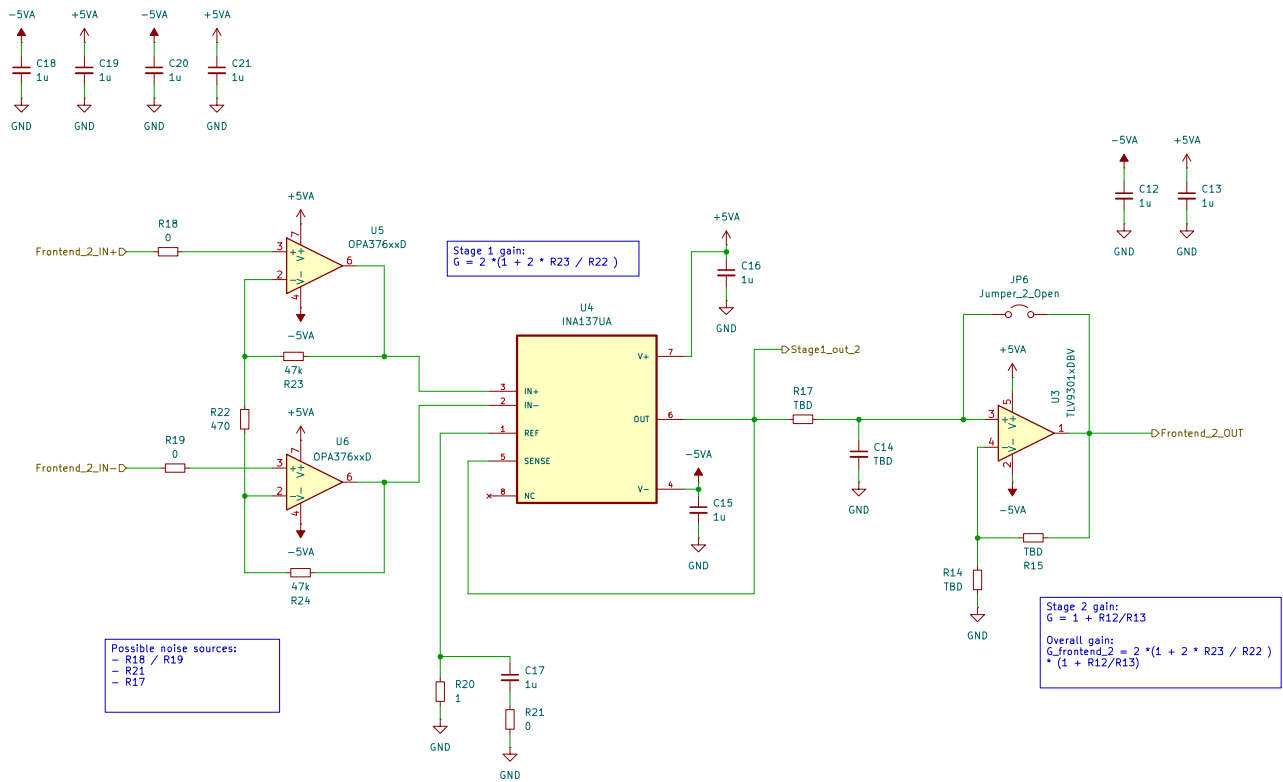 -5VA
+5VA
-5VA
+5VA
C18
1u
C19
1u
C20
1u
C21
1u
GND
GND
GND
GND
-5VA
+5VA
C12
1u
C13
1u
GND
GND
+5VA
R18
0
Frontend_2_IN+
U5
OPA376xxD
3
2
7
4
6
+
-
V+
V-
-5VA
47k
R23
R22
470
+5VA
R19
0
Frontend_2_IN-
U6
OPA376xxD
3
2
7
4
6
+
-
V+
V-
-5VA
47k
R24
Stage 1 gain:
G = 2 *(1 + 2 * R23 / R22 )
U4
INA137UA
3
IN+
2
IN-
1
REF
5
SENSE
8
NC
V+
7
OUT
6
V-
4
+5VA
C16
1u
GND
-5VA
C15
1u
GND
Stage1_out_2
R17
TBD
C14
TBD
GND
JP6
Jumper_2_Open
+5VA
U3
TLV9301xDBV
3
4
5
2
1
+
-
V+
V-
-5VA
Frontend_2_OUT
TBD
R15
R14
TBD
GND
Stage 2 gain:
G = 1 + R12/R13
Overall gain:
G_frontend_2 = 2 *(1 + 2 * R23 / R22 )
* (1 + R12/R13)
Possible noise sources:
- R18 / R19
- R21
- R17
R20
1
GND
C17
1u
R21
0
GND